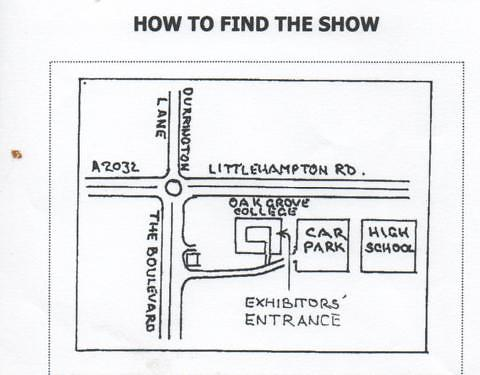 HOW TO FIND THE SHOW
DURRINGTON
LANE
A2032
LITTLEHAMPTON RD.
OAK GROVE
COLLEGE
THE BOULEVARD
CAR
PARK
HIGH
SCHOOL
EXHIBITORS'
ENTRANCE